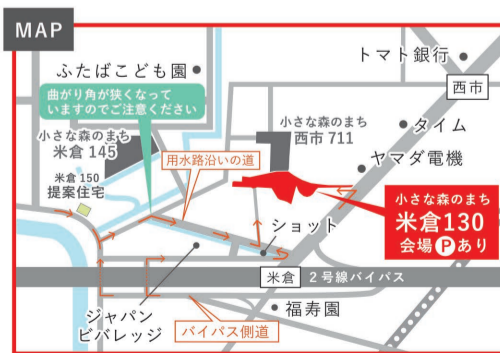 MAP
トマト銀行
ふたばこども園
西市
曲がり角が狭くなって
いますのでご注意ください
小さな森のまち
米倉 145
小さな森のまち
西市 711
タイム
用水路沿いの道
ヤマダ電機
米倉 150
提案住宅
小さな森のまち
米倉130
会場 P あり
ショット
米倉
2号線バイパス
ジャパン
ビバレッジ
福寿園
バイパス側道